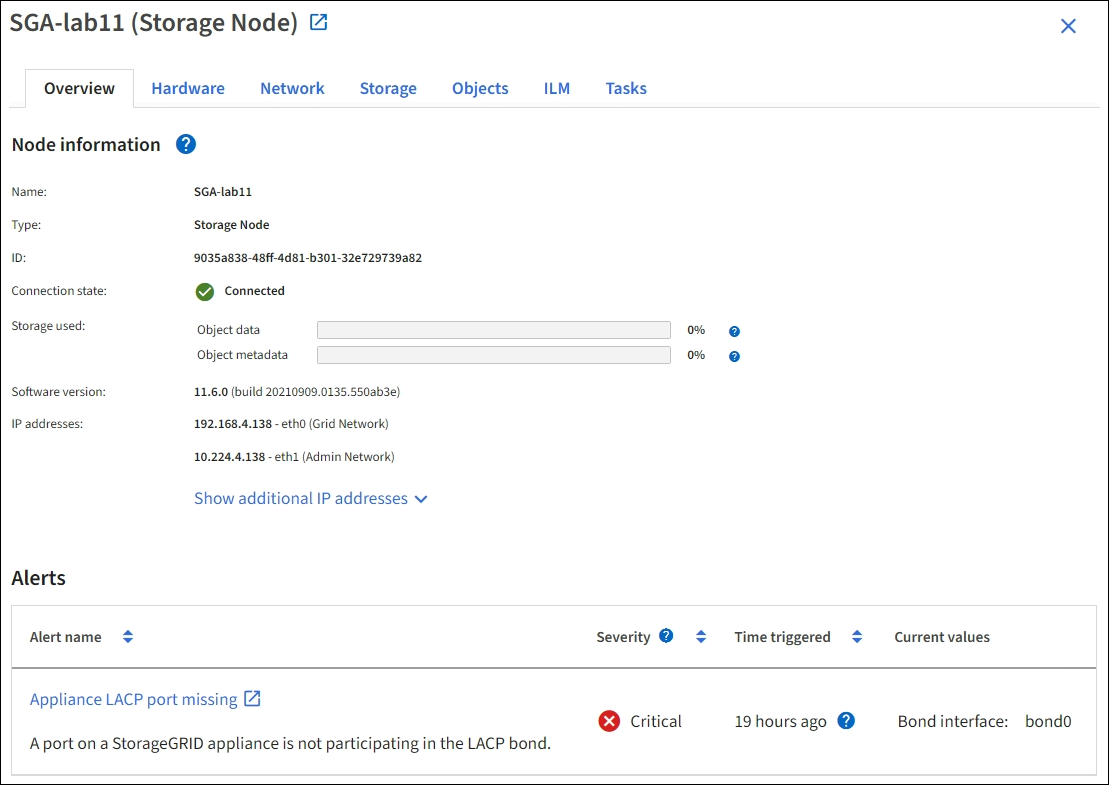 SGA-lab11 (Storage Node)
Overview Hardware Network Storage Objects ILM Tasks
Node information ?
Name: SGA-lab11
Type: Storage Node
ID: 9035a838-48ff-4d81-b301-32e729739a82
Connection state: Connected
Storage used: Object data 0% ?
Object metadata 0% ?
Software version: 11.6.0 (build 20210909.0135.550ab3e)
IP addresses: 192.168.4.138 - eth0 (Grid Network)
10.224.4.138 - eth1 (Admin Network)
Show additional IP addresses
Alerts
Alert name Severity ? Time triggered Current values
Appliance LACP port missing
Critical 19 hours ago ? Bond interface: bond0
A port on a StorageGRID appliance is not participating in the LACP bond.